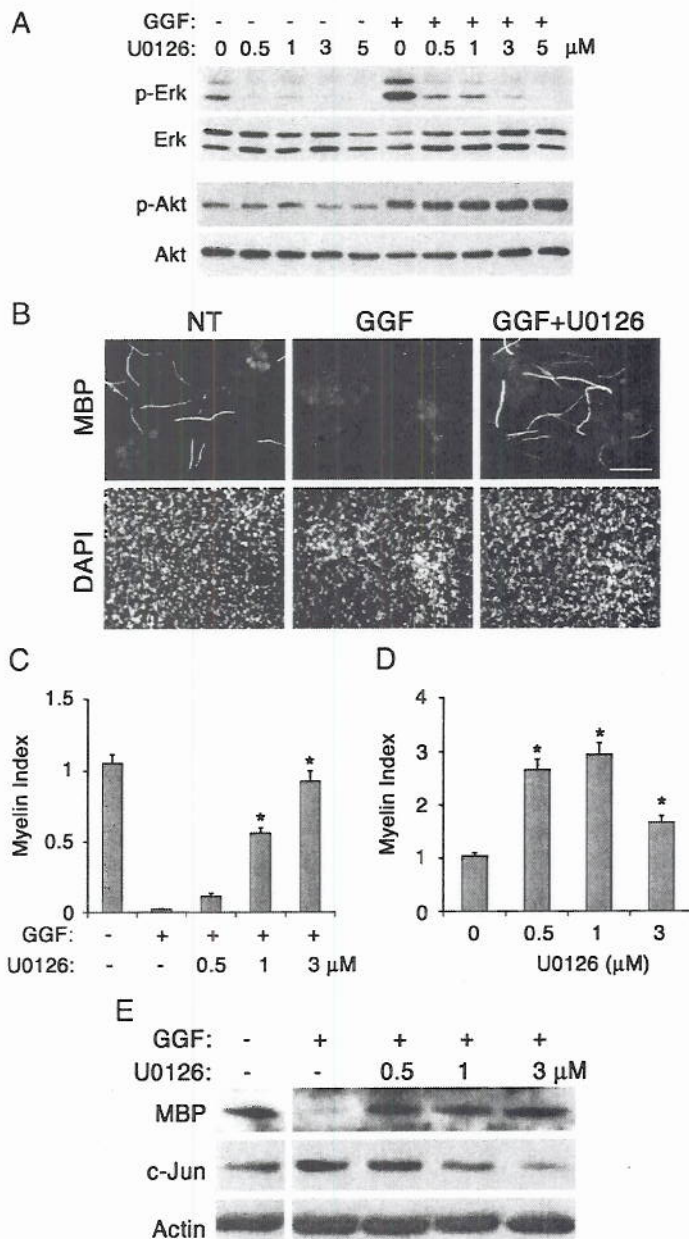 A
GGF: - - - - - + + + + +
U0126: 0 0.5 1 3 5 0 0.5 1 3 5 μM
p-Erk
Erk
p-Akt
Akt
B
NT GGF GGF+U0126
MBP
DAPI
C
1.5
1
0.5
0
Myelin Index
* *
GGF: - + + + +
U0126: - - 0.5 1 3 μM
D
4
3
2
1
0
Myelin Index
* * *
0 0.5 1 3
U0126 (μM)
E
GGF: - + + + +
U0126: - - 0.5 1 3 μM
MBP
c-Jun
Actin